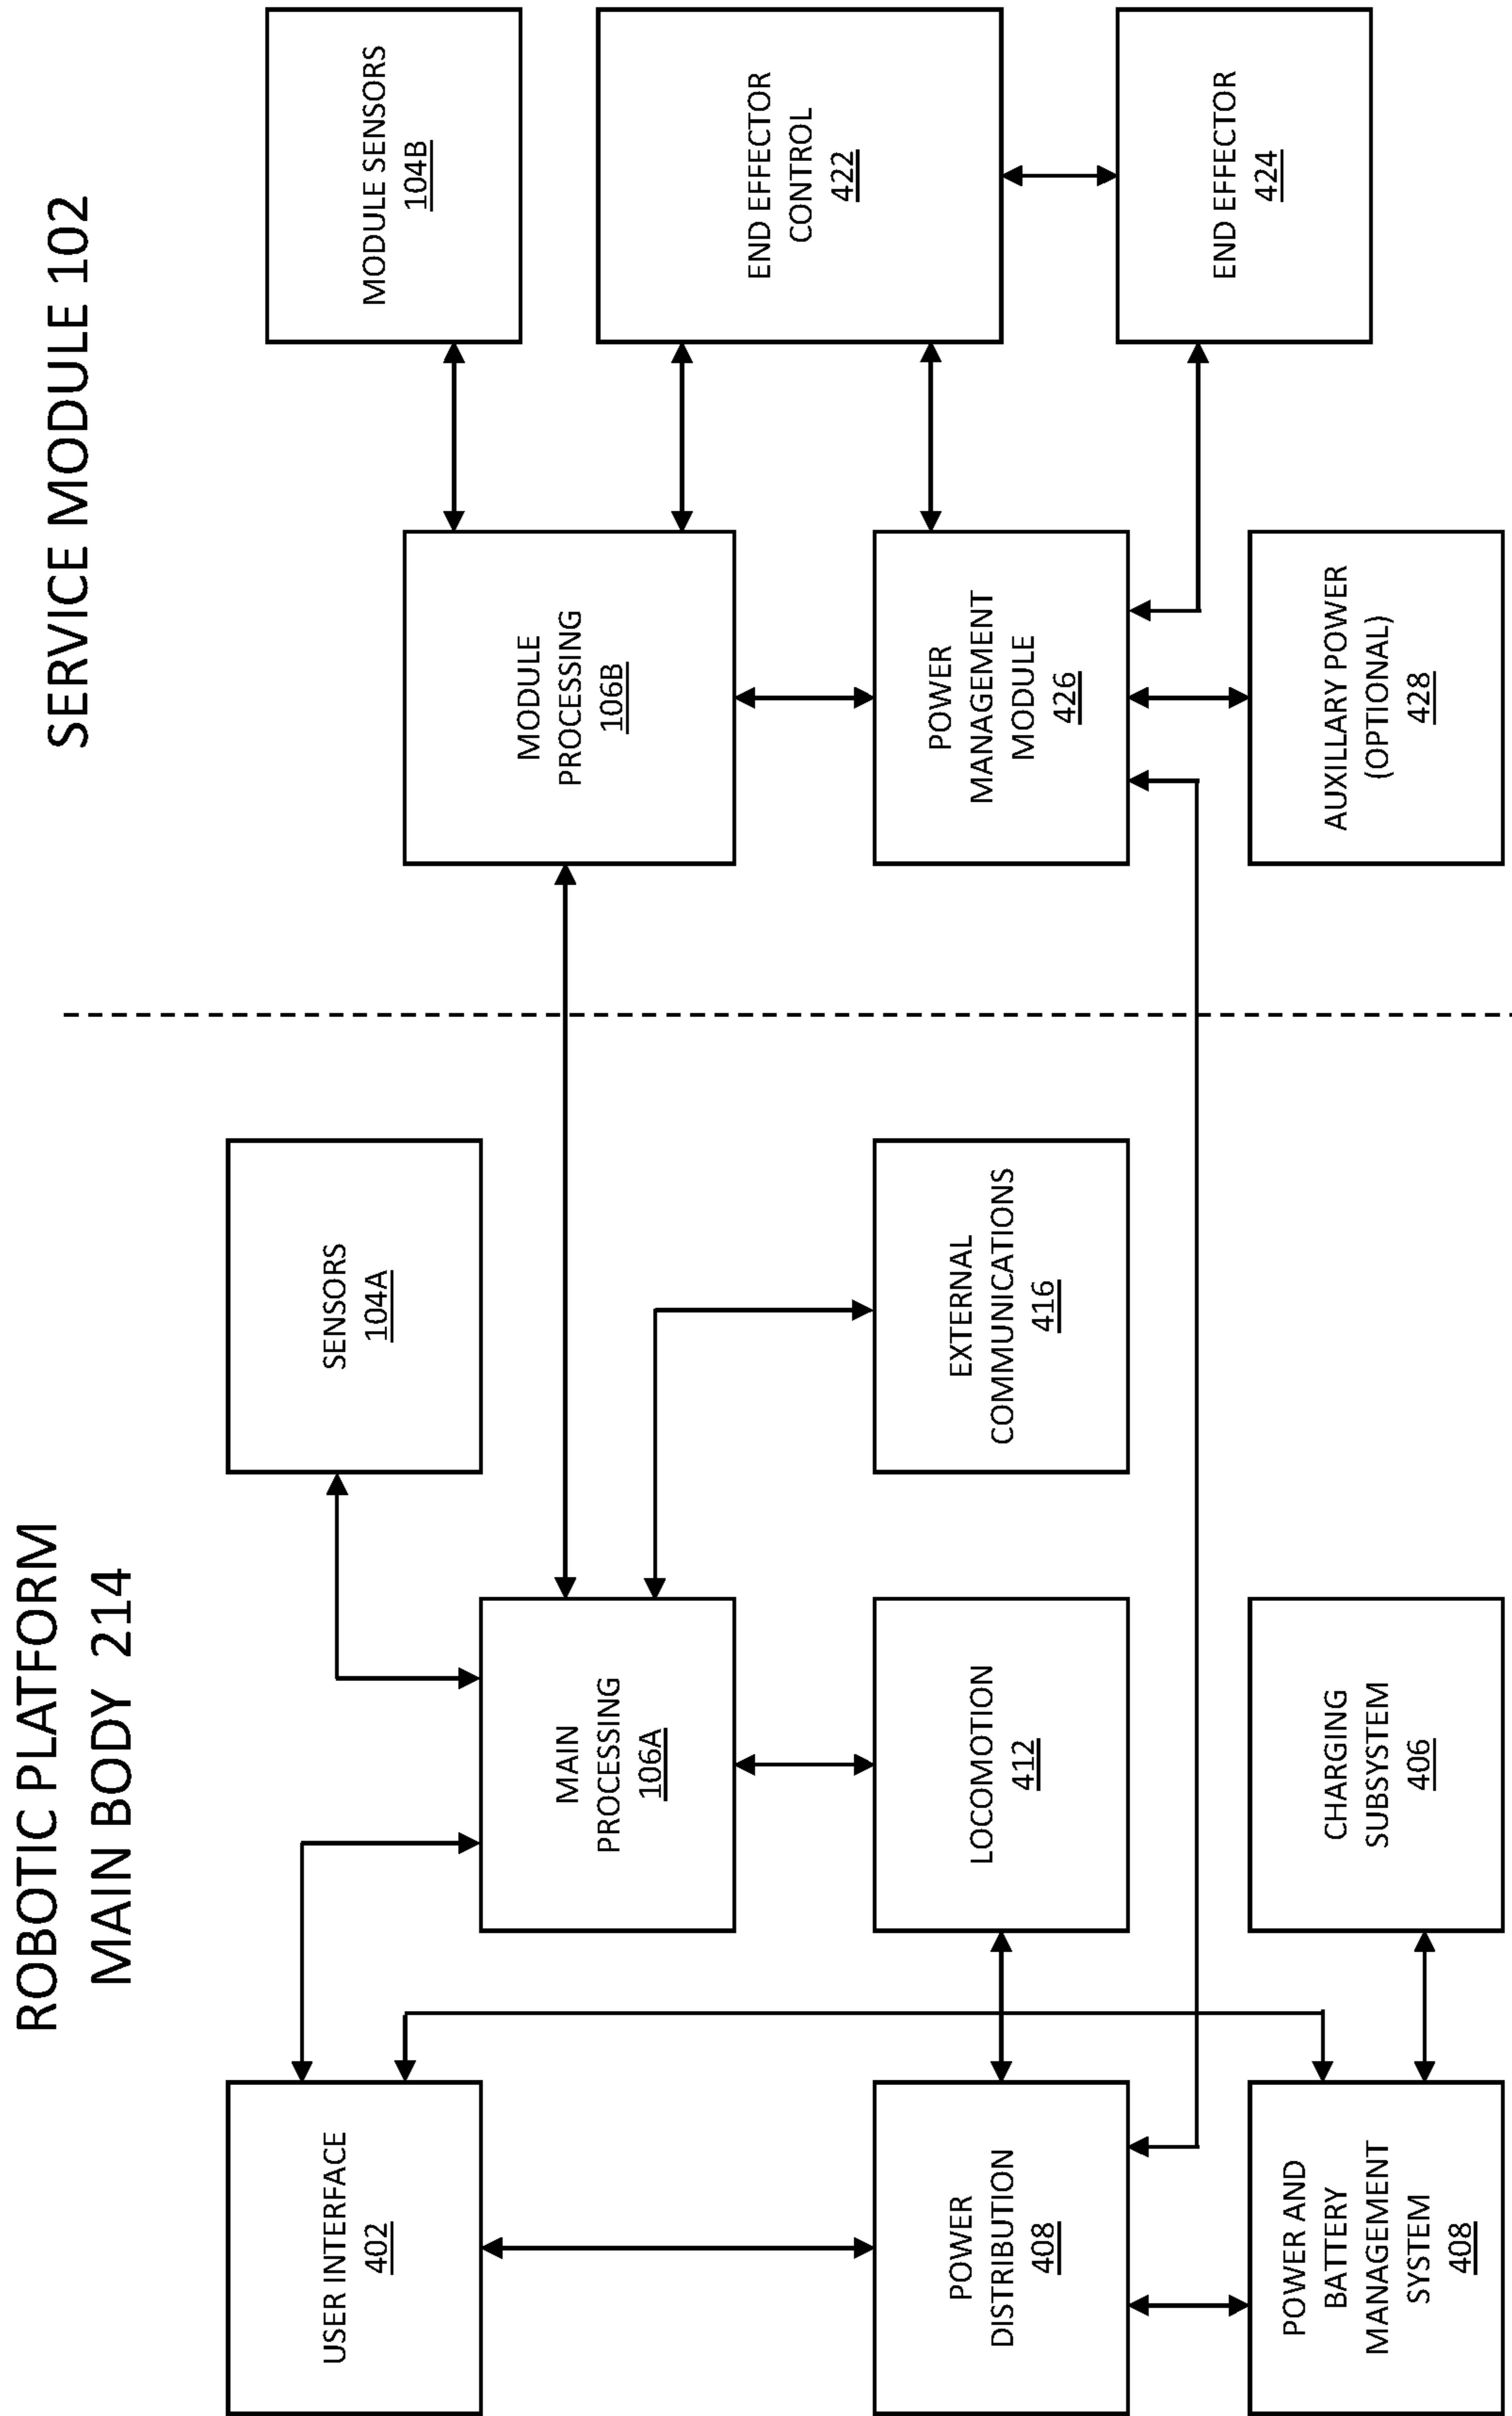 ROBOTIC PLATFORM
MAIN BODY 214
SERVICE MODULE 102
USER INTERFACE
402
SENSORS
104A
MODULE SENSORS
104B
MAIN
PROCESSING
106A
MODULE
PROCESSING
106B
END EFFECTOR
CONTROL
422
POWER
DISTRIBUTION
408
LOCOMOTION
412
EXTERNAL
COMMUNICATIONS
416
POWER
MANAGEMENT
MODULE
426
END EFFECTOR
424
POWER AND
BATTERY
MANAGEMENT
SYSTEM
408
CHARGING
SUBSYSTEM
406
AUXILLARY POWER
(OPTIONAL)
428